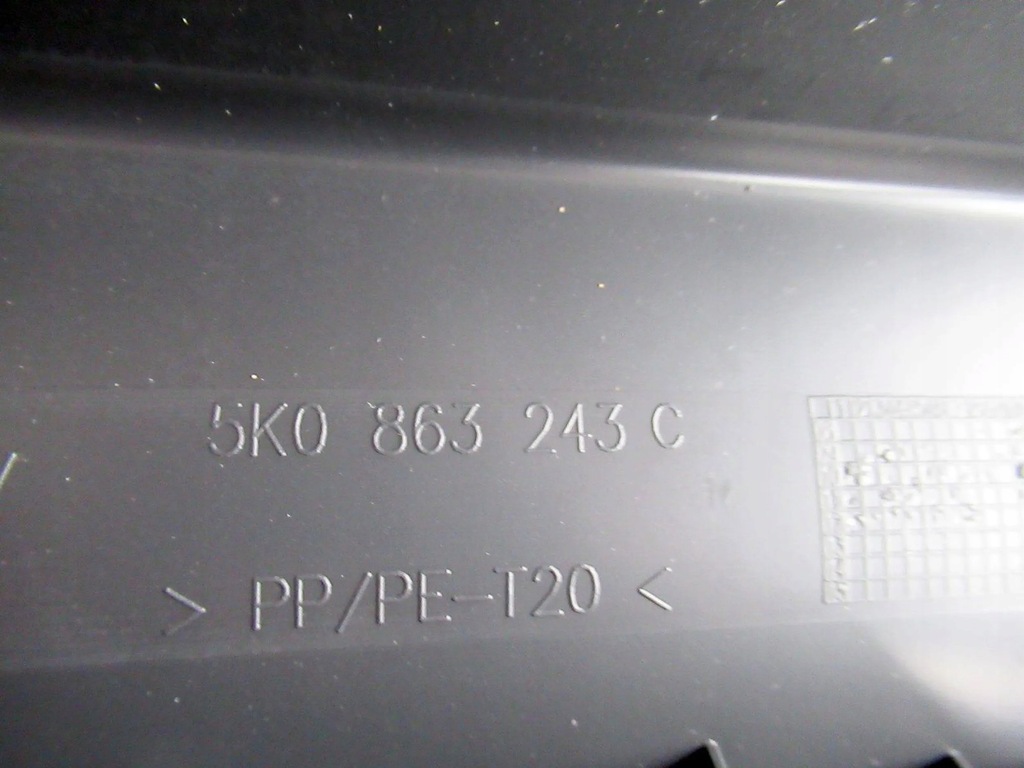 5K0 863 243 C
> PP/PE-T20 <